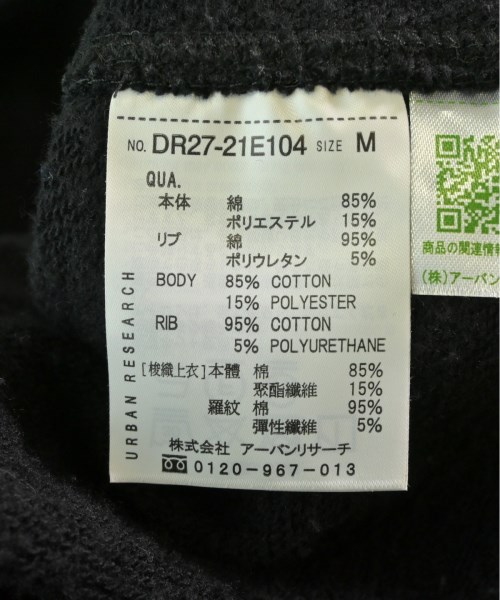 NO. DR27-21E104 SIZE M
QUA.
本体 綿 85%
ポリエステル 15%
リブ 綿 95%
ポリウレタン 5%
BODY 85% COTTON
15% POLYESTER
RIB 95% COTTON
5% POLYURETHANE
[梭織上衣]本體 棉 85%
聚酯纖維 15%
羅紋 棉 95%
彈性纖維 5%
株式会社 アーバンリサーチ
0120-967-013
URBAN RESEARCH
商品の関連情報
(株)アーバン